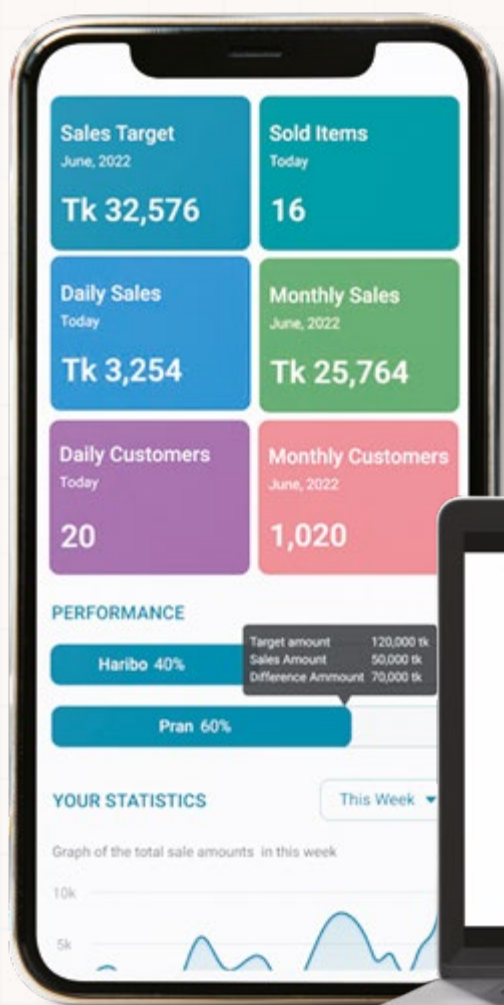 Sales Target
June, 2022
Tk 32,576
Sold Items
Today
16
Daily Sales
Today
Tk 3,254
Monthly Sales
June, 2022
Tk 25,764
Daily Customers
Today
20
Monthly Customers
June, 2022
1,020
PERFORMANCE
Haribo 40%
Target amount 120,000 tk
Sales Amount 50,000 tk
Difference Ammount 70,000 tk
Pran 60%
YOUR STATISTICS
This Week
Graph of the total sale amounts in this week
10k
5k